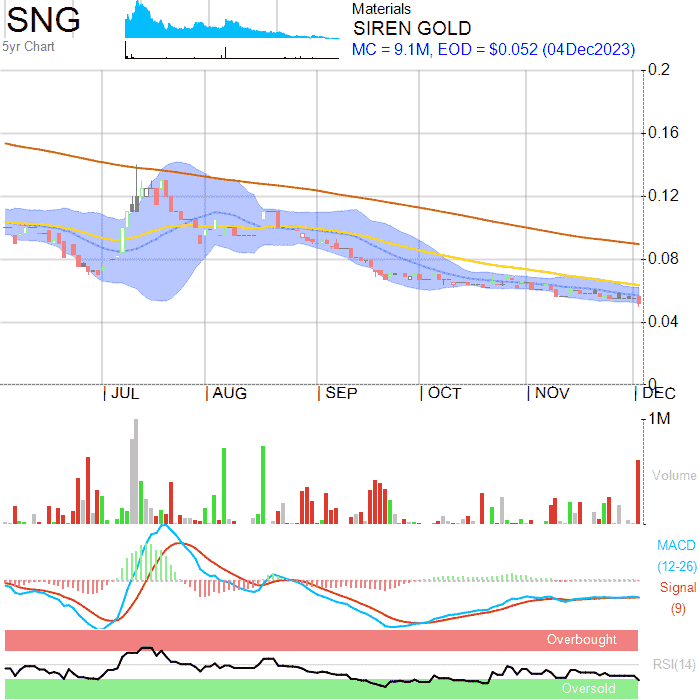 SNG
5yr Chart
Materials
SIREN GOLD
MC = 9.1M, EOD = $0.052 (04Dec2023)
0.2
0.16
0.12
0.08
0.04
0
JUL AUG SEP OCT NOV DEC
1M
Volume
MACD
(12-26)
Signal
(9)
Overbought
RSI(14)
Oversold